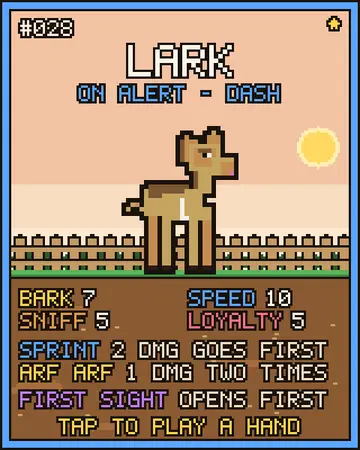 #028
LARK
ON ALERT - DASH
BARK 7 SPEED 10
SNIFF 5 LOYALTY 5
SPRINT 2 DMG GOES FIRST
ARF ARF 1 DMG TWO TIMES
FIRST SIGHT OPENS FIRST
TAP TO PLAY A HAND